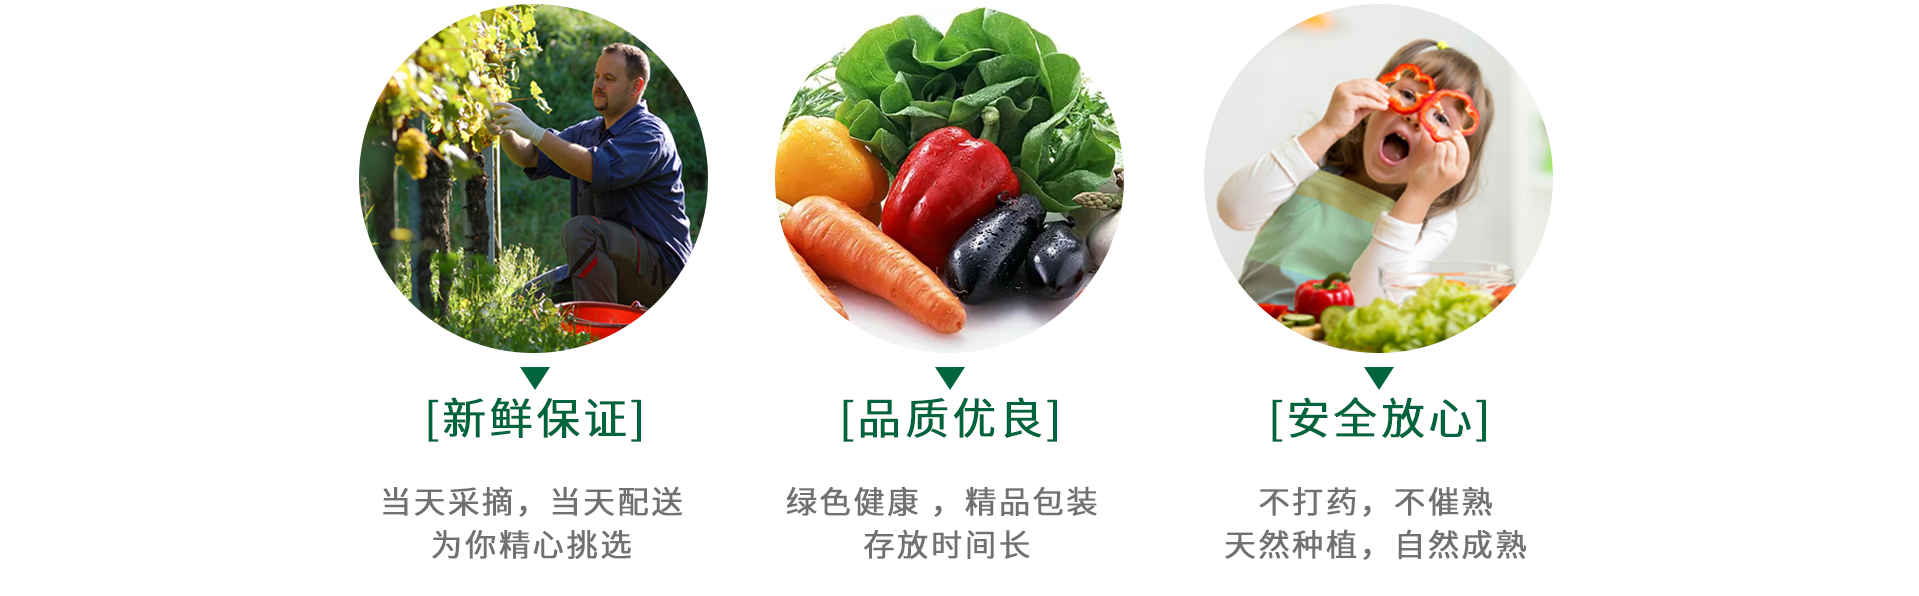 [新鲜保证]
当天采摘，当天配送
为你精心挑选
[品质优良]
绿色健康 ，精品包装
存放时间长
[安全放心]
不打药，不催熟
天然种植，自然成熟